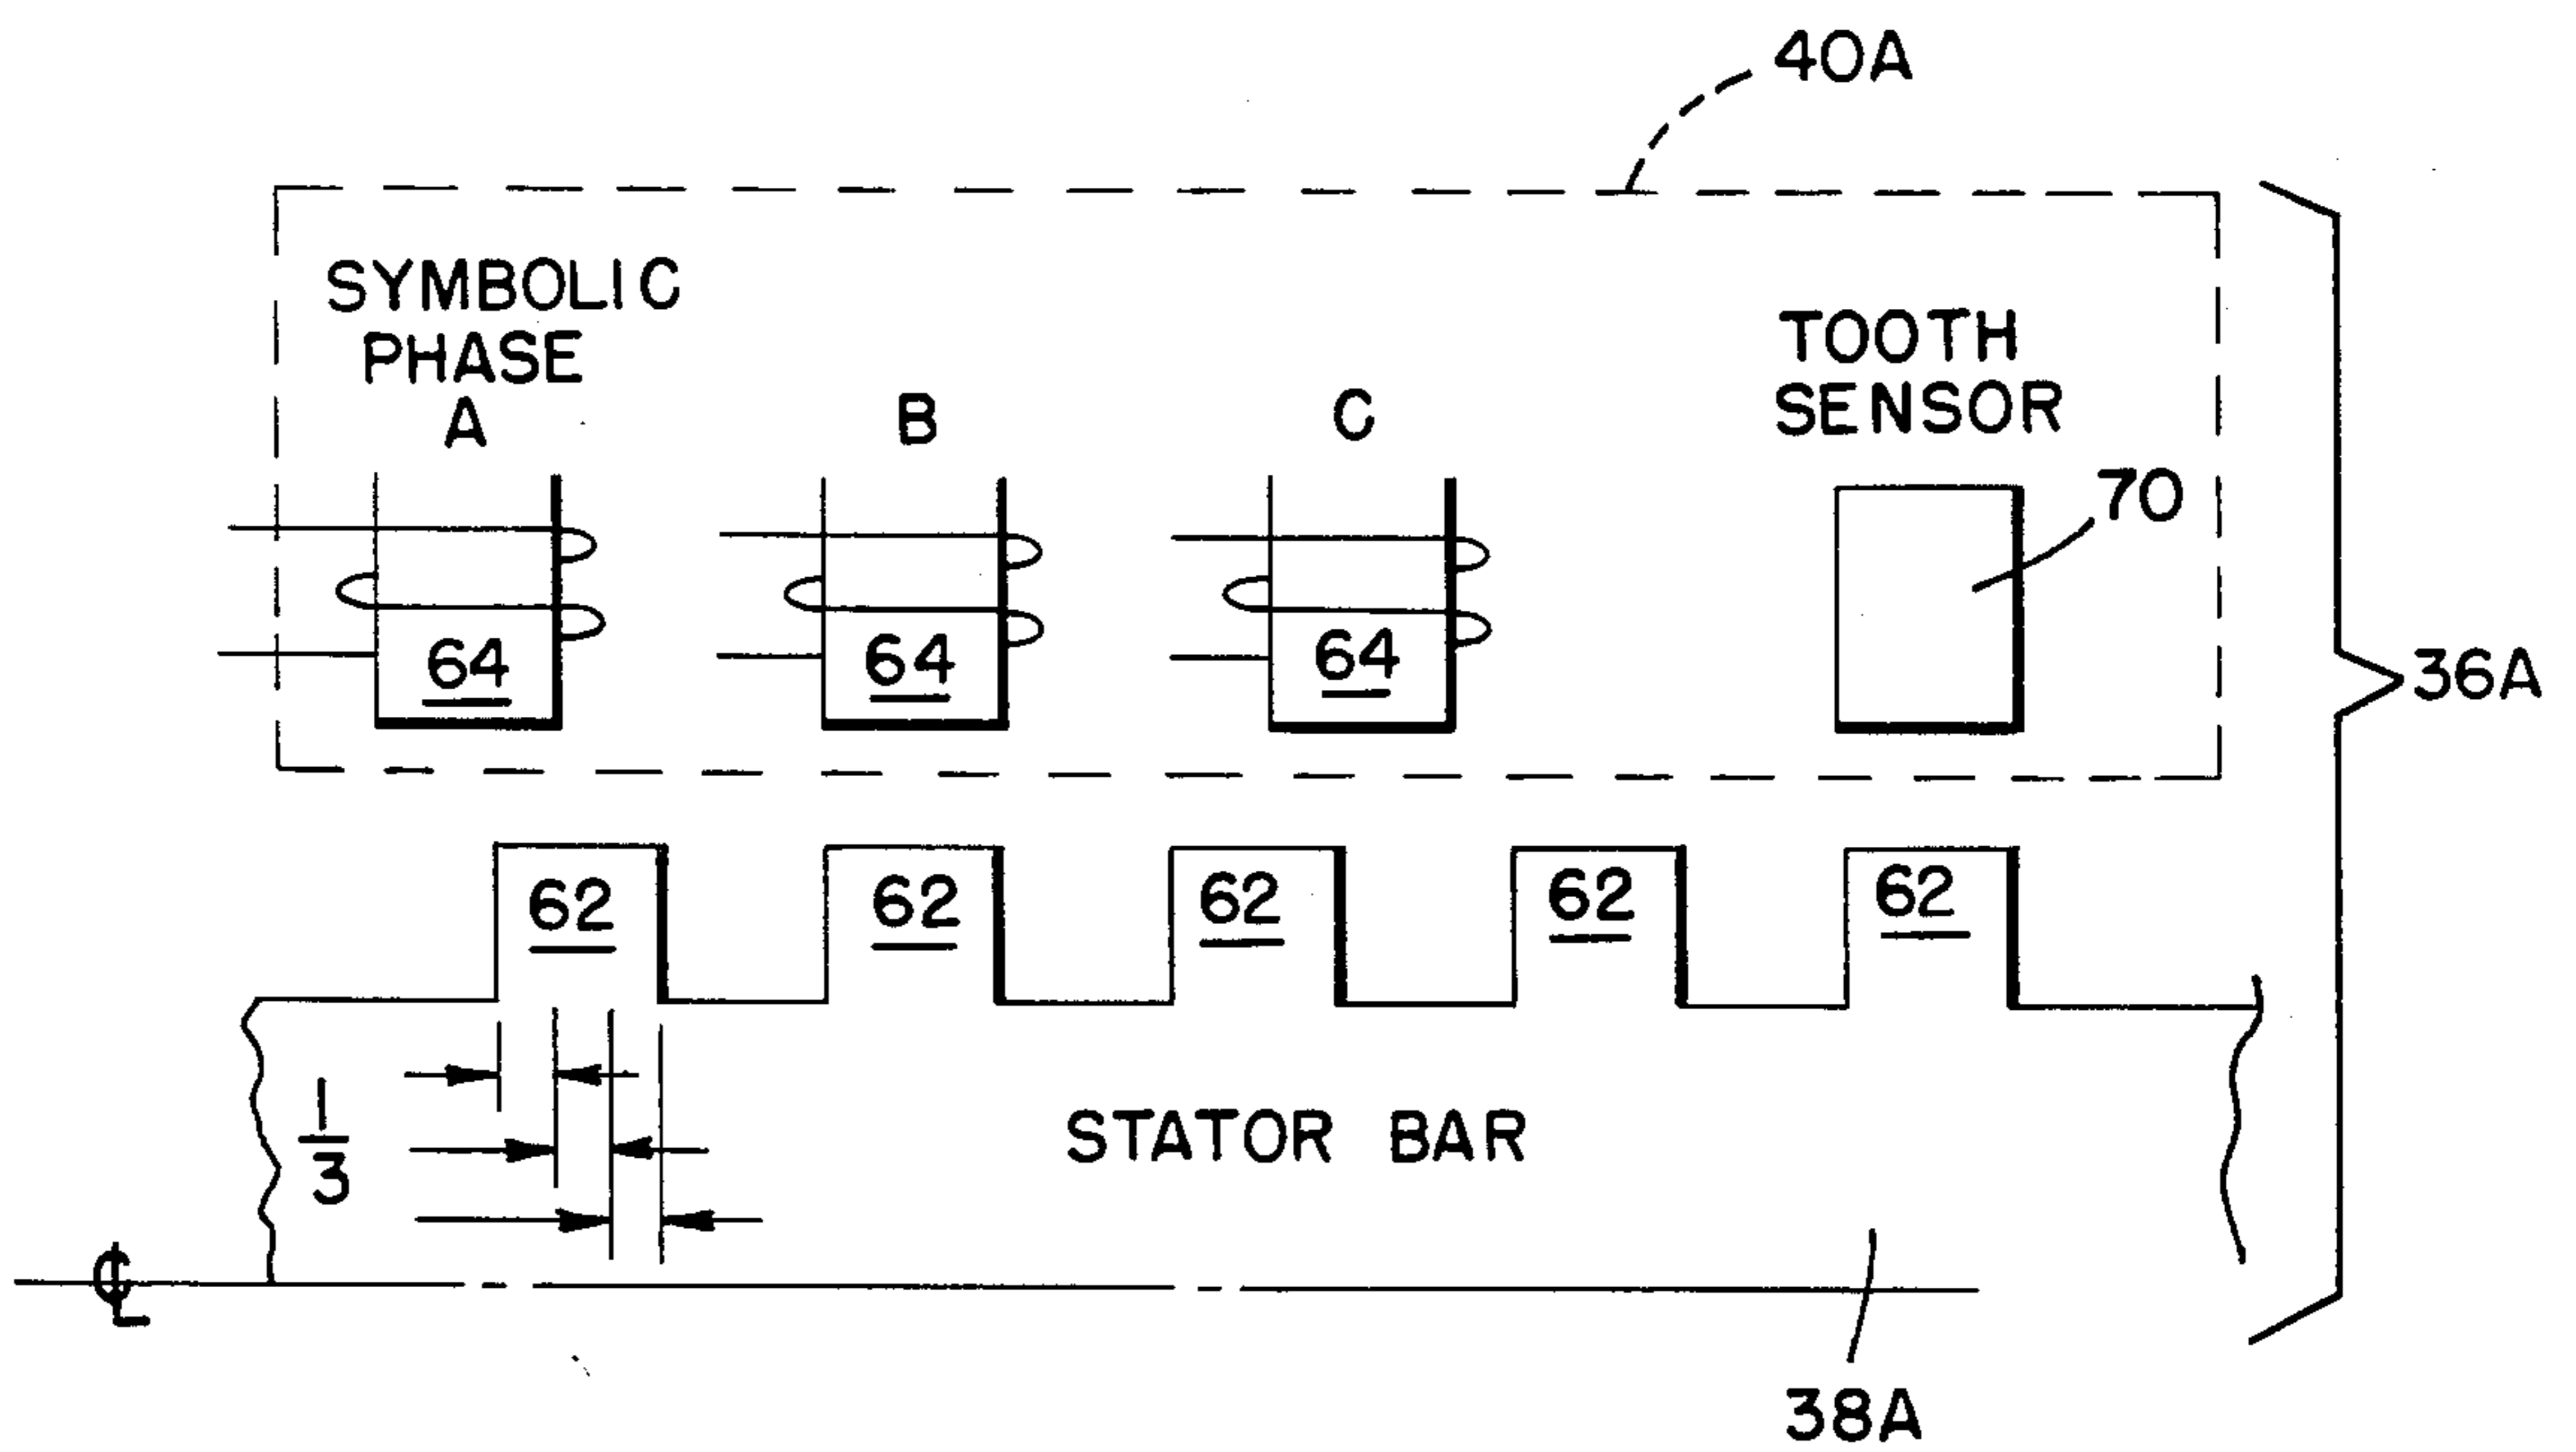 40A
SYMBOLIC
PHASE
A
B
C
TOOTH
SENSOR
70
64
64
64
36A
62
62
62
62
62
1/3
STATOR BAR
℄
38A